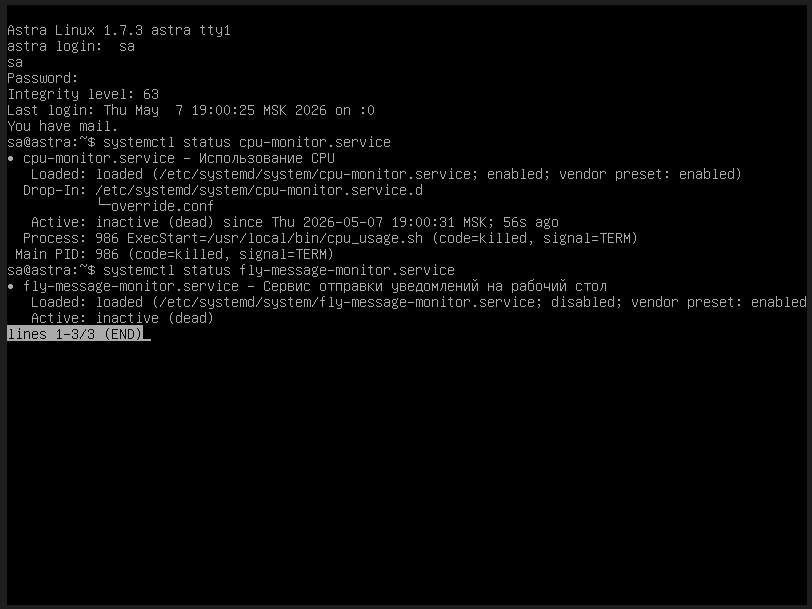 Astra Linux 1.7.3 astra tty1
astra login:  sa
sa
Password:
Integrity level: 63
Last login: Thu May  7 19:00:25 MSK 2026 on :0
You have mail.
sa@astra:~$ systemctl status cpu-monitor.service
● cpu-monitor.service - Использование CPU
   Loaded: loaded (/etc/systemd/system/cpu-monitor.service; enabled; vendor preset: enabled)
  Drop-In: /etc/systemd/system/cpu-monitor.service.d
           └─override.conf
   Active: inactive (dead) since Thu 2026-05-07 19:00:31 MSK; 56s ago
  Process: 986 ExecStart=/usr/local/bin/cpu_usage.sh (code=killed, signal=TERM)
 Main PID: 986 (code=killed, signal=TERM)
sa@astra:~$ systemctl status fly-message-monitor.service
● fly-message-monitor.service - Сервис отправки уведомлений на рабочий стол
   Loaded: loaded (/etc/systemd/system/fly-message-monitor.service; disabled; vendor preset: enabled
   Active: inactive (dead)
lines 1-3/3 (END)